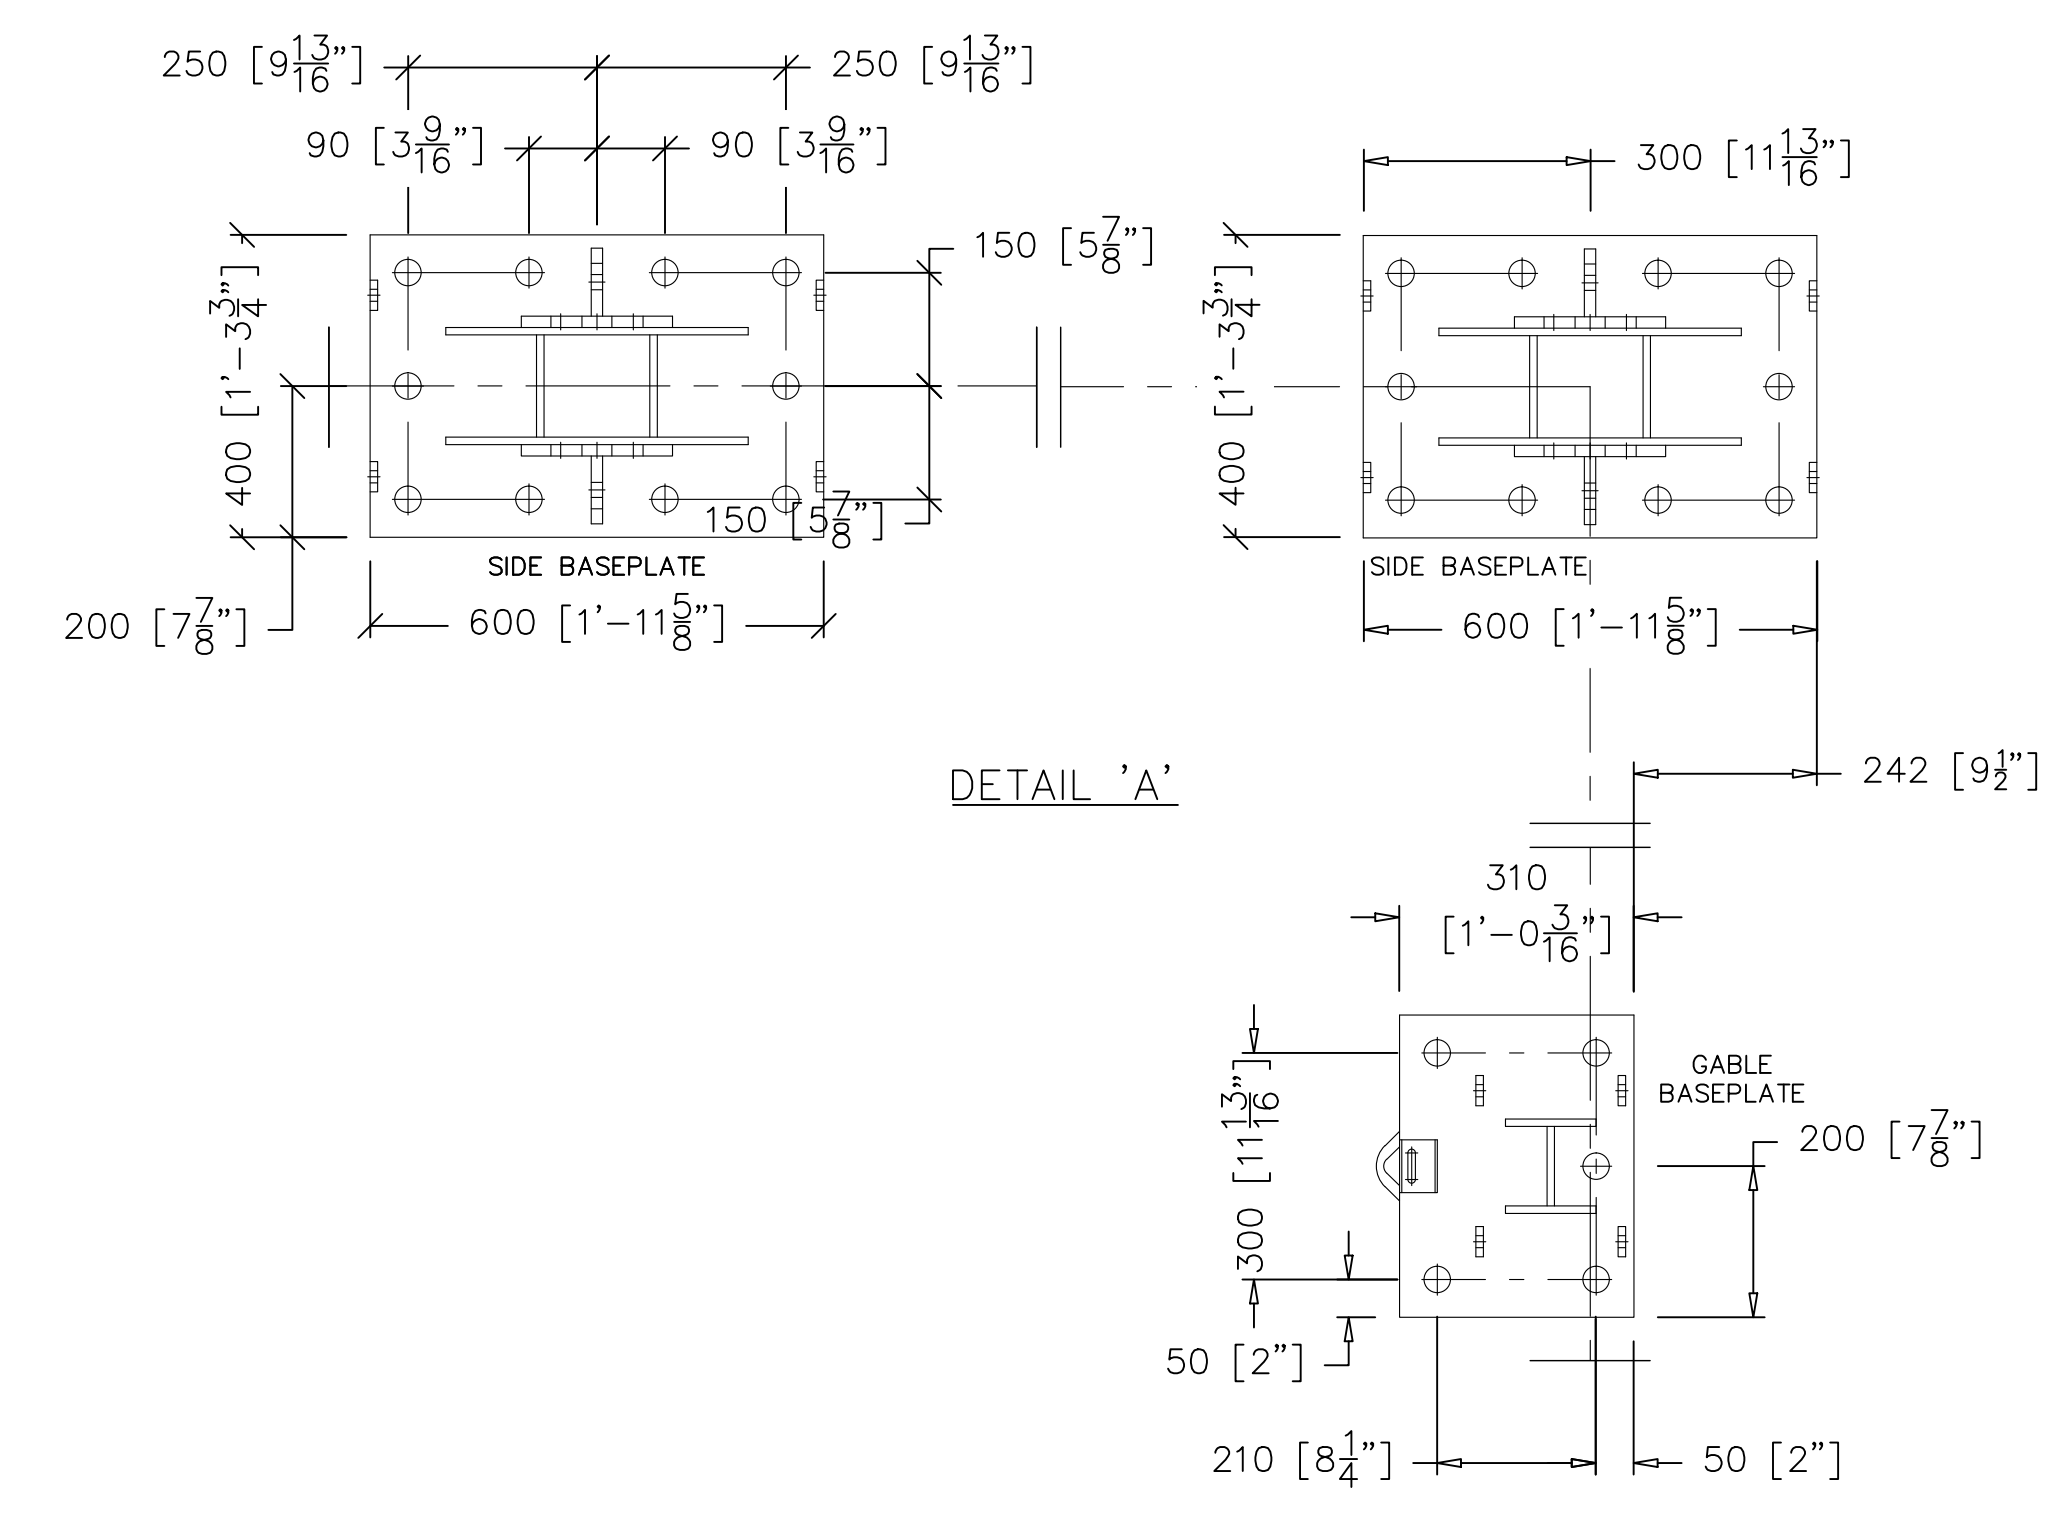 250 [9 13/16”]
250 [9 13/16”]
90 [3 9/16”]
90 [3 9/16”]
300 [11 13/16”]
150 [5 7/8”]
400 [1’-3 3/4”]
400 [1’-3 3/4”]
150 [5 7/8”]
SIDE BASEPLATE
SIDE BASEPLATE
200 [7 7/8”]
600 [1’-11 5/8”]
600 [1’-11 5/8”]
DETAIL 'A'
242 [9 1/2”]
310
[1’-0 3/16”]
GABLE
BASEPLATE
300 [11 13/16”]
200 [7 7/8”]
50 [2”]
210 [8 1/4”]
50 [2”]